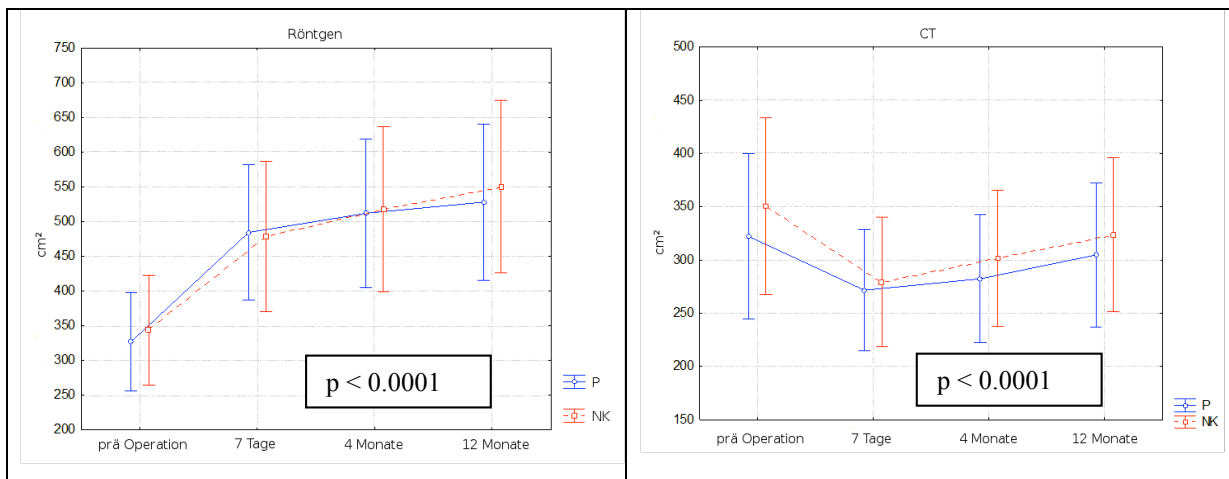 Röntgen
750
700
650
600
550
500
450
400
350
300
250
200
cm²
prä Operation 7 Tage 4 Monate 12 Monate
p < 0.0001
P
NK
CT
500
450
400
350
300
250
200
150
cm²
prä Operation 7 Tage 4 Monate 12 Monate
p < 0.0001
P
NK